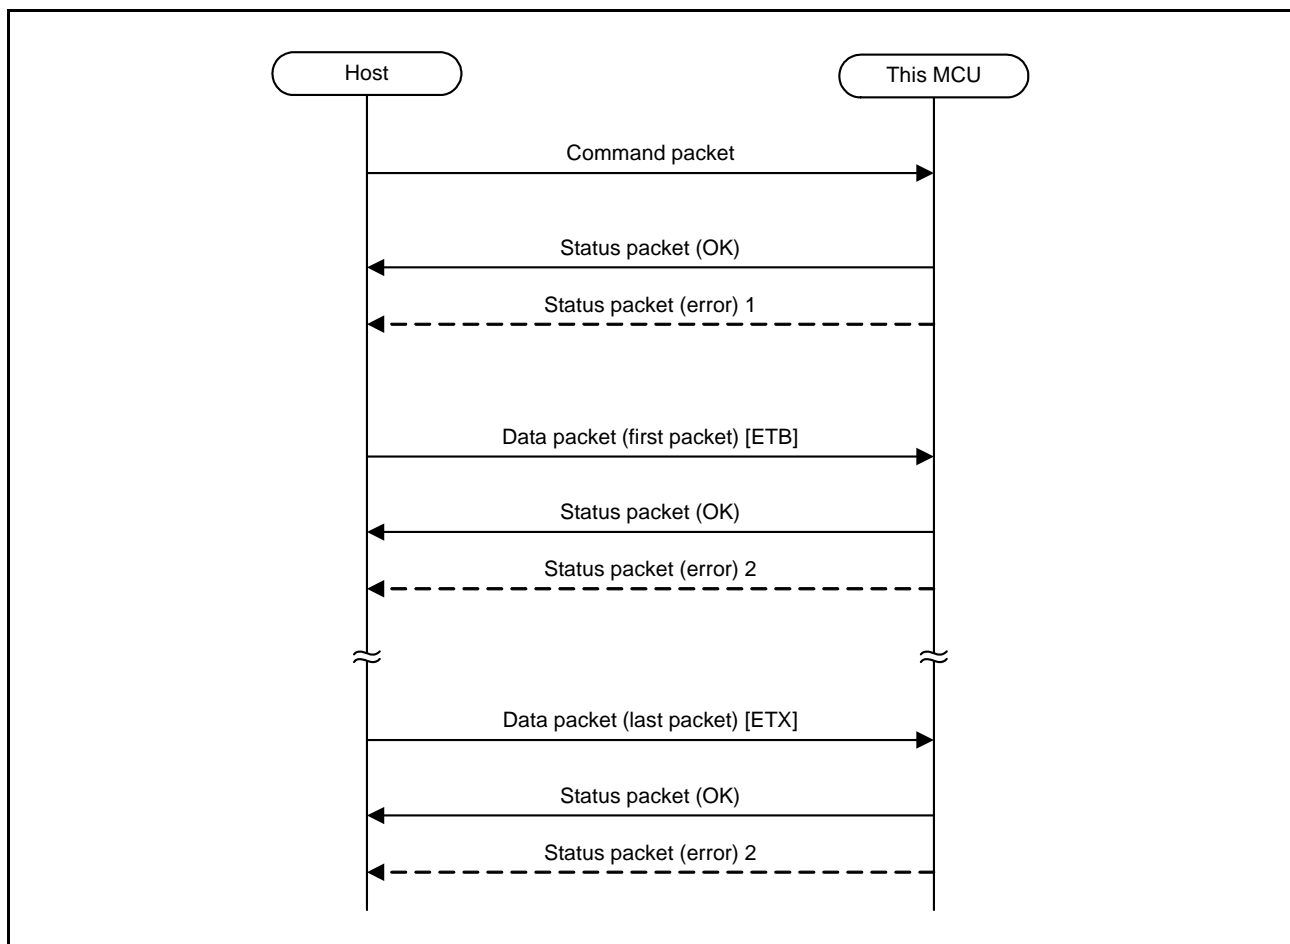 Host
This MCU
Command packet
Status packet (OK)
Status packet (error) 1
Data packet (first packet) [ETB]
Status packet (OK)
Status packet (error) 2
Data packet (last packet) [ETX]
Status packet (OK)
Status packet (error) 2